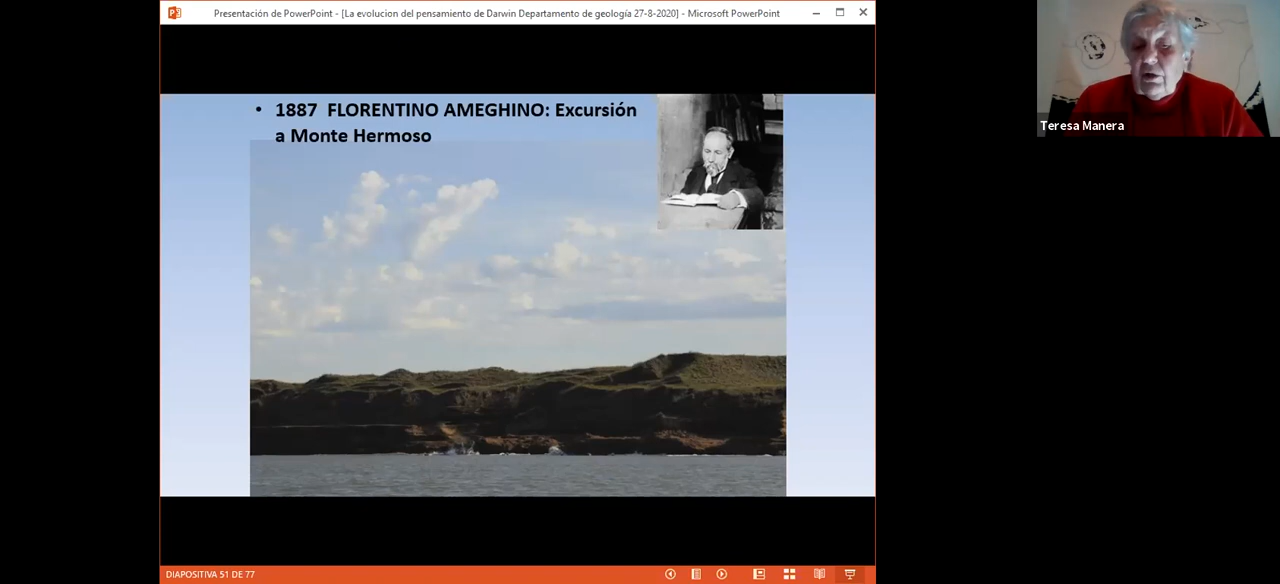 Presentación de PowerPoint - [La evolucion del pensamiento de Darwin Departamento de geología 27-8-2020] - Microsoft PowerPoint
• 1887 FLORENTINO AMEGHINO: Excursión
a Monte Hermoso
Teresa Manera
DIAPOSITIVA 51 DE 77